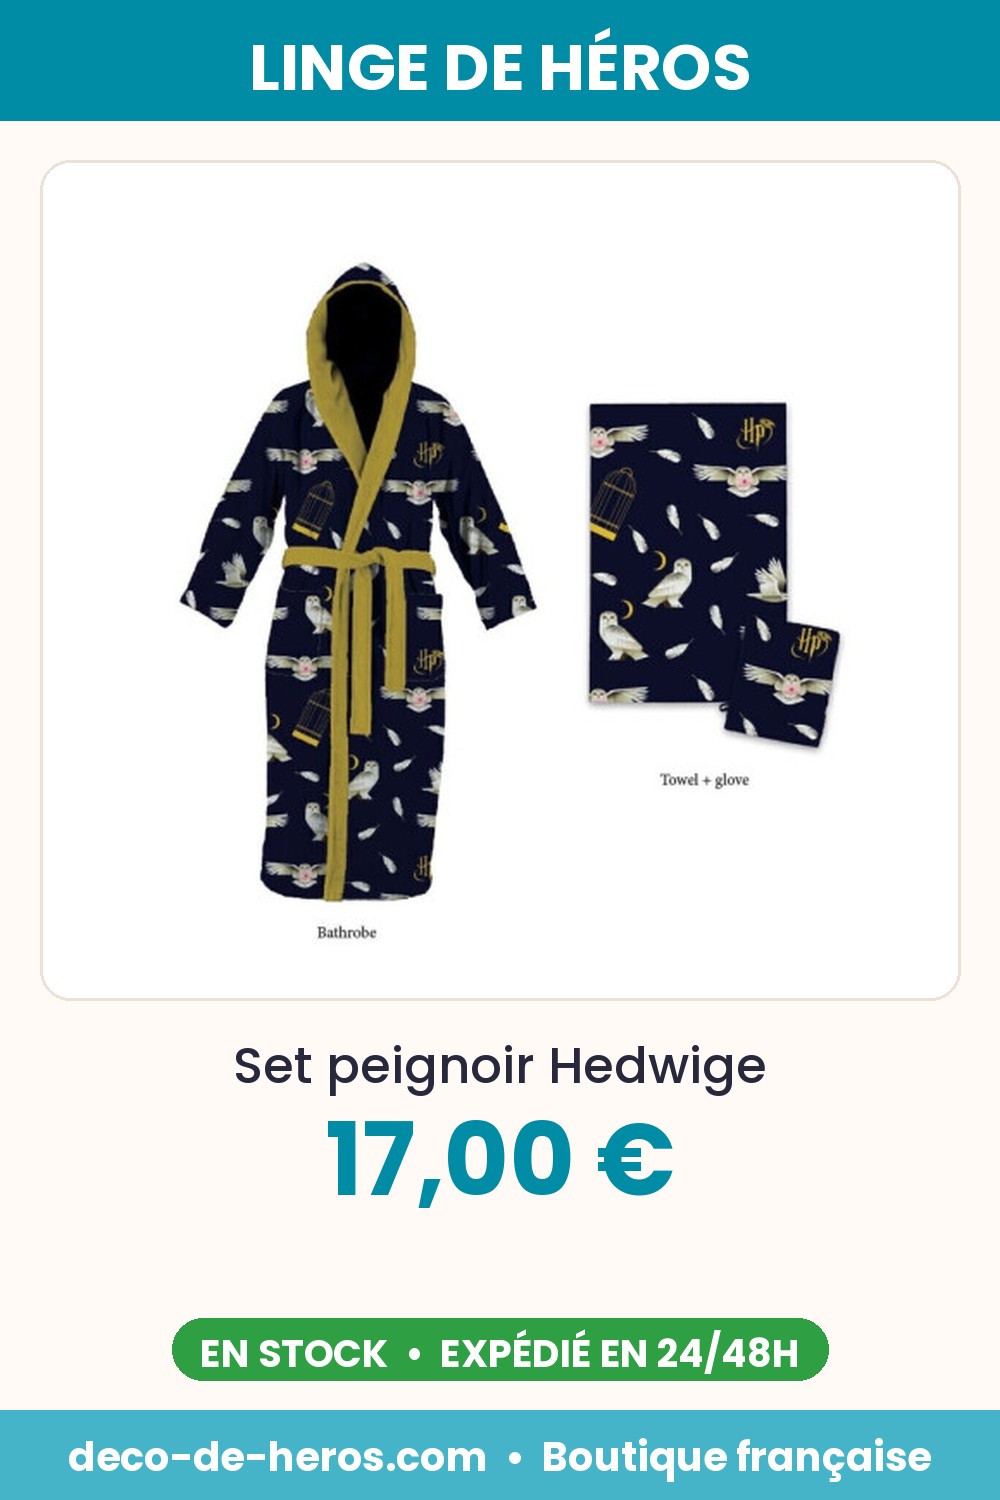 LINGE DE HÉROS
Hp
Hp
Hp
Hp
Hp
Towel + glove
Bathrobe
Set peignoir Hedwige
17,00 €
EN STOCK • EXPÉDIÉ EN 24/48H
deco-de-heros.com • Boutique française